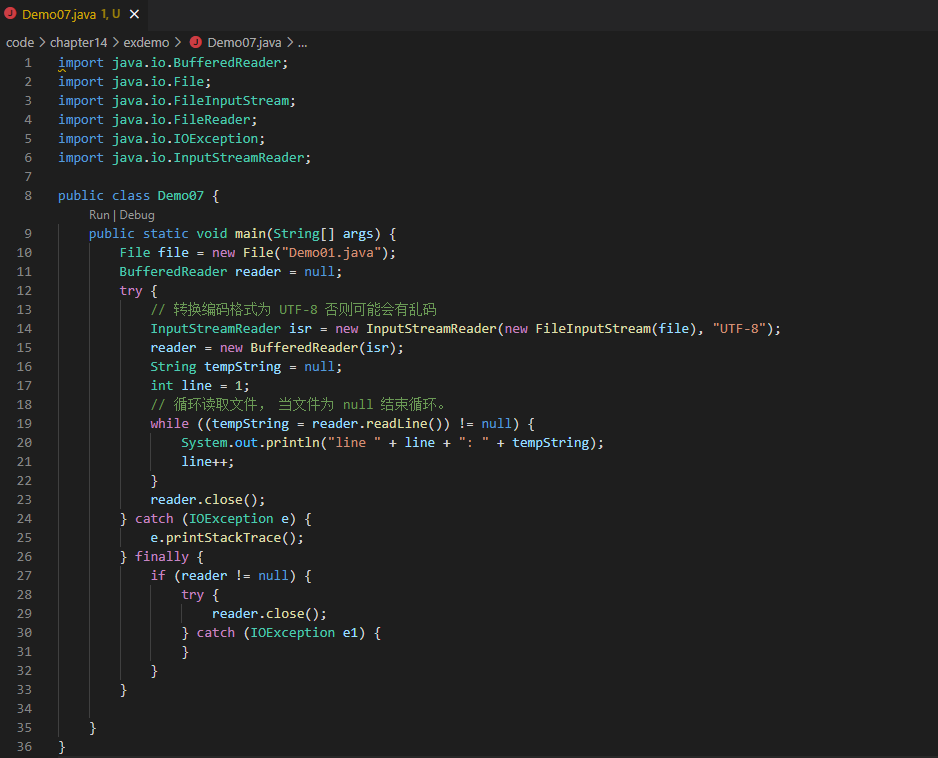 Demo07.java 1, U
code > chapter14 > exdemo > Demo07.java > ...
1 import java.io.BufferedReader;
2 import java.io.File;
3 import java.io.FileInputStream;
4 import java.io.FileReader;
5 import java.io.IOException;
6 import java.io.InputStreamReader;
7
8 public class Demo07 {
Run | Debug
9 public static void main(String[] args) {
10 File file = new File("Demo01.java");
11 BufferedReader reader = null;
12 try {
13 // 转换编码格式为 UTF-8 否则可能会有乱码
14 InputStreamReader isr = new InputStreamReader(new FileInputStream(file), "UTF-8");
15 reader = new BufferedReader(isr);
16 String tempString = null;
17 int line = 1;
18 // 循环读取文件， 当文件为 null 结束循环。
19 while ((tempString = reader.readLine()) != null) {
20 System.out.println("line " + line + ": " + tempString);
21 line++;
22 }
23 reader.close();
24 } catch (IOException e) {
25 e.printStackTrace();
26 } finally {
27 if (reader != null) {
28 try {
29 reader.close();
30 } catch (IOException e1) {
31 }
32 }
33 }
34
35 }
36 }